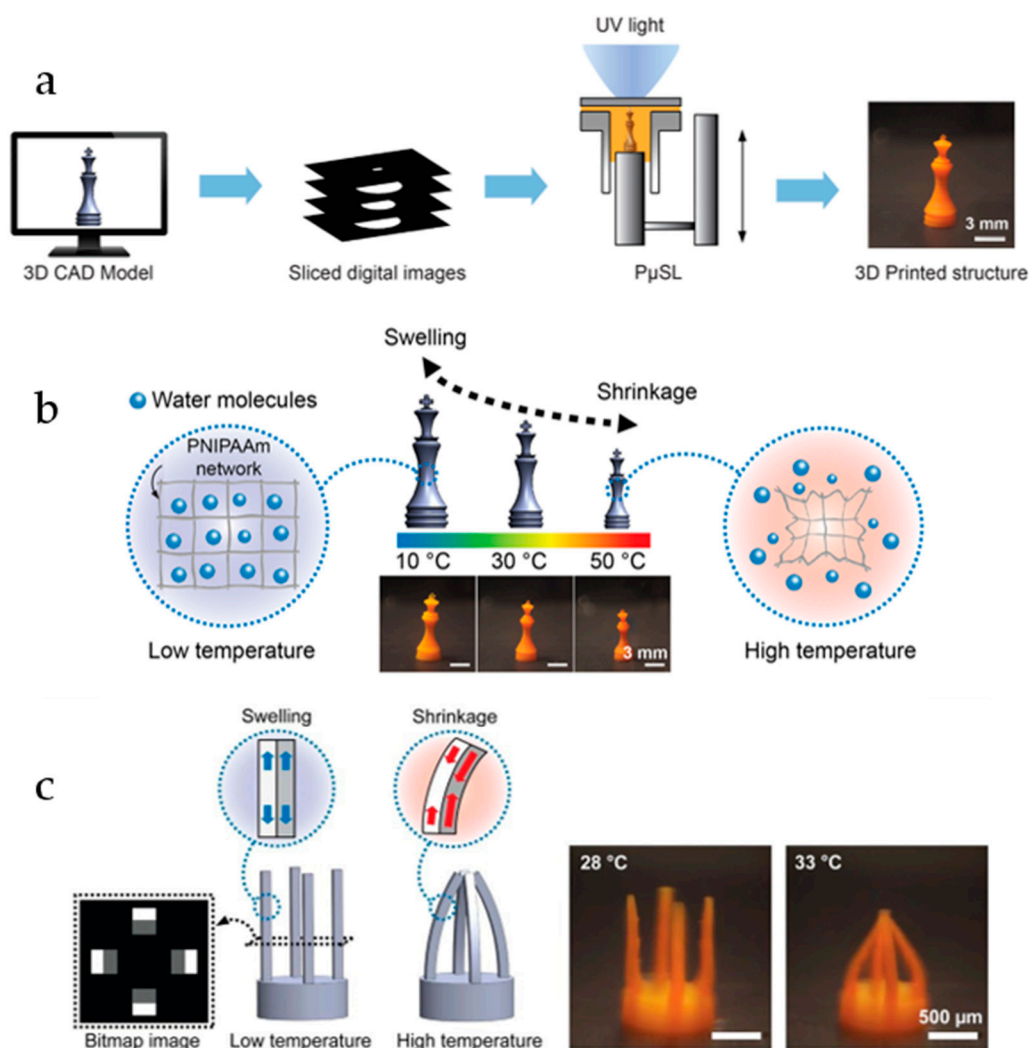 a
UV light
3 mm
3D CAD Model
Sliced digital images
PµSL
3D Printed structure
b
Swelling
Shrinkage
Water molecules
PNIPAAm
network
10 °C
30 °C
50 °C
3 mm
Low temperature
High temperature
c
Swelling
Shrinkage
28 °C
33 °C
500 µm
Bitmap image
Low temperature
High temperature